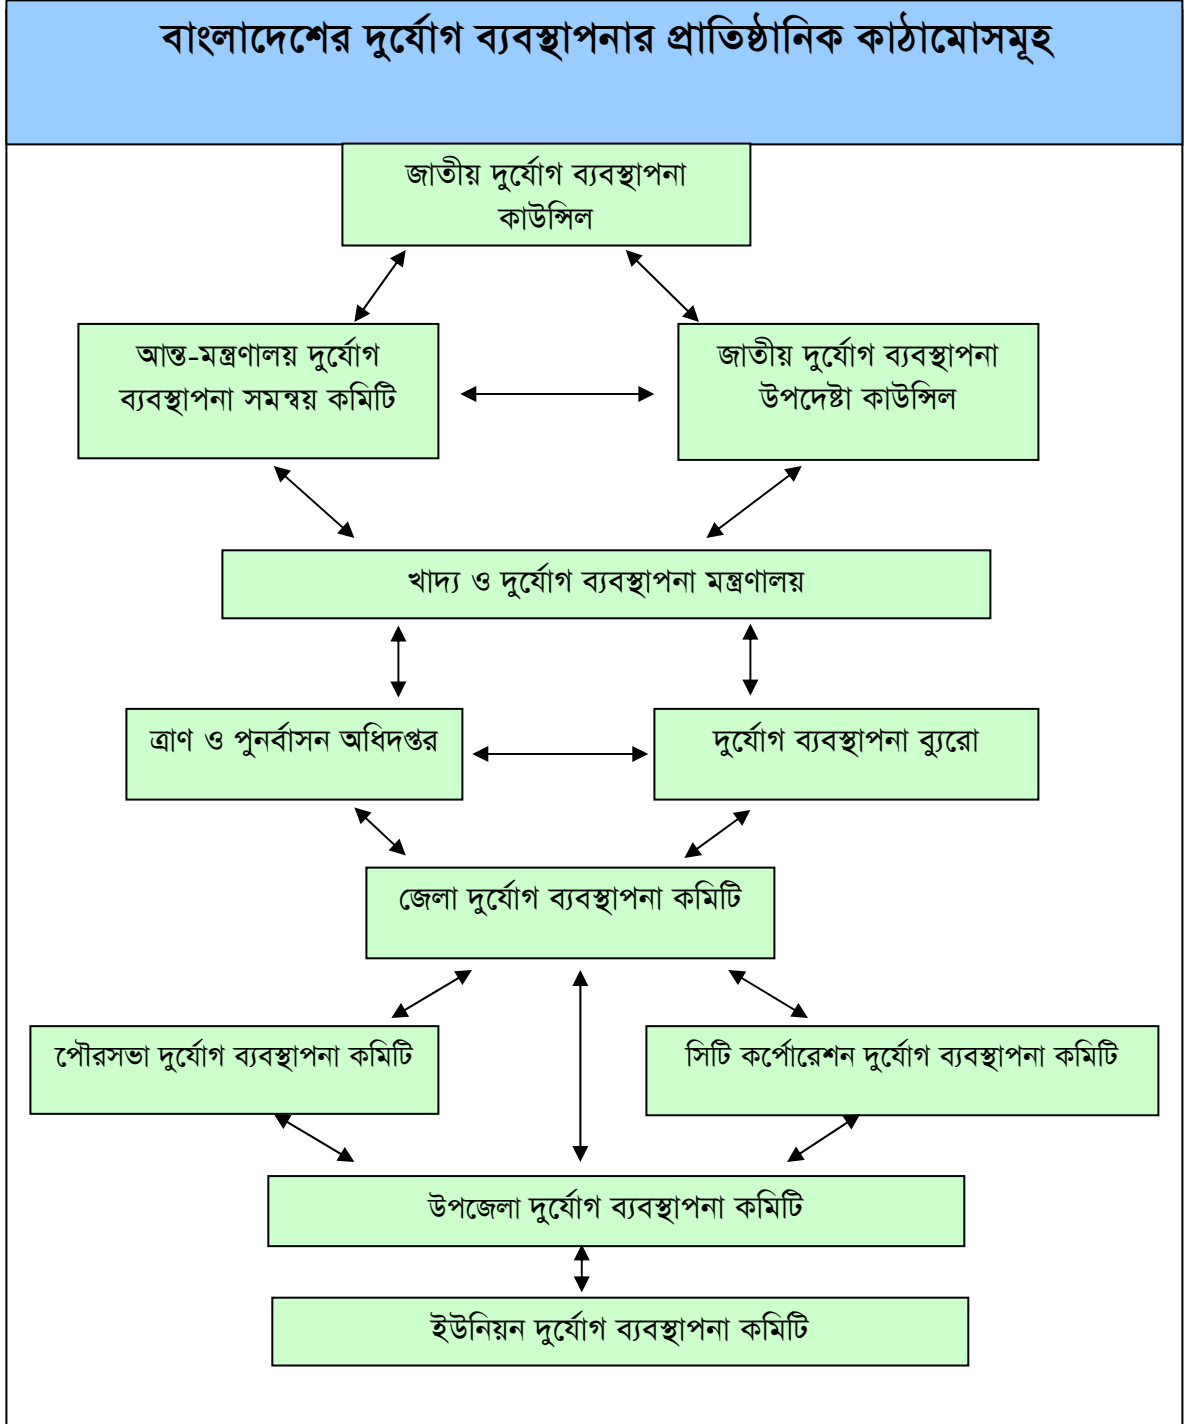 বাংলাদেশের দুর্যোগ ব্যবস্থাপনার প্রাতিষ্ঠানিক কাঠামোসমূহ
জাতীয় দুর্যোগ ব্যবস্থাপনা
কাউন্সিল
আন্ত-মন্ত্রণালয় দুর্যোগ
ব্যবস্থাপনা সমন্বয় কমিটি
জাতীয় দুর্যোগ ব্যবস্থাপনা
উপদেষ্টা কাউন্সিল
খাদ্য ও দুর্যোগ ব্যবস্থাপনা মন্ত্রণালয়
ত্রাণ ও পুনর্বাসন অধিদপ্তর
দুর্যোগ ব্যবস্থাপনা ব্যুরো
জেলা দুর্যোগ ব্যবস্থাপনা কমিটি
পৌরসভা দুর্যোগ ব্যবস্থাপনা কমিটি
সিটি কর্পোরেশন দুর্যোগ ব্যবস্থাপনা কমিটি
উপজেলা দুর্যোগ ব্যবস্থাপনা কমিটি
ইউনিয়ন দুর্যোগ ব্যবস্থাপনা কমিটি